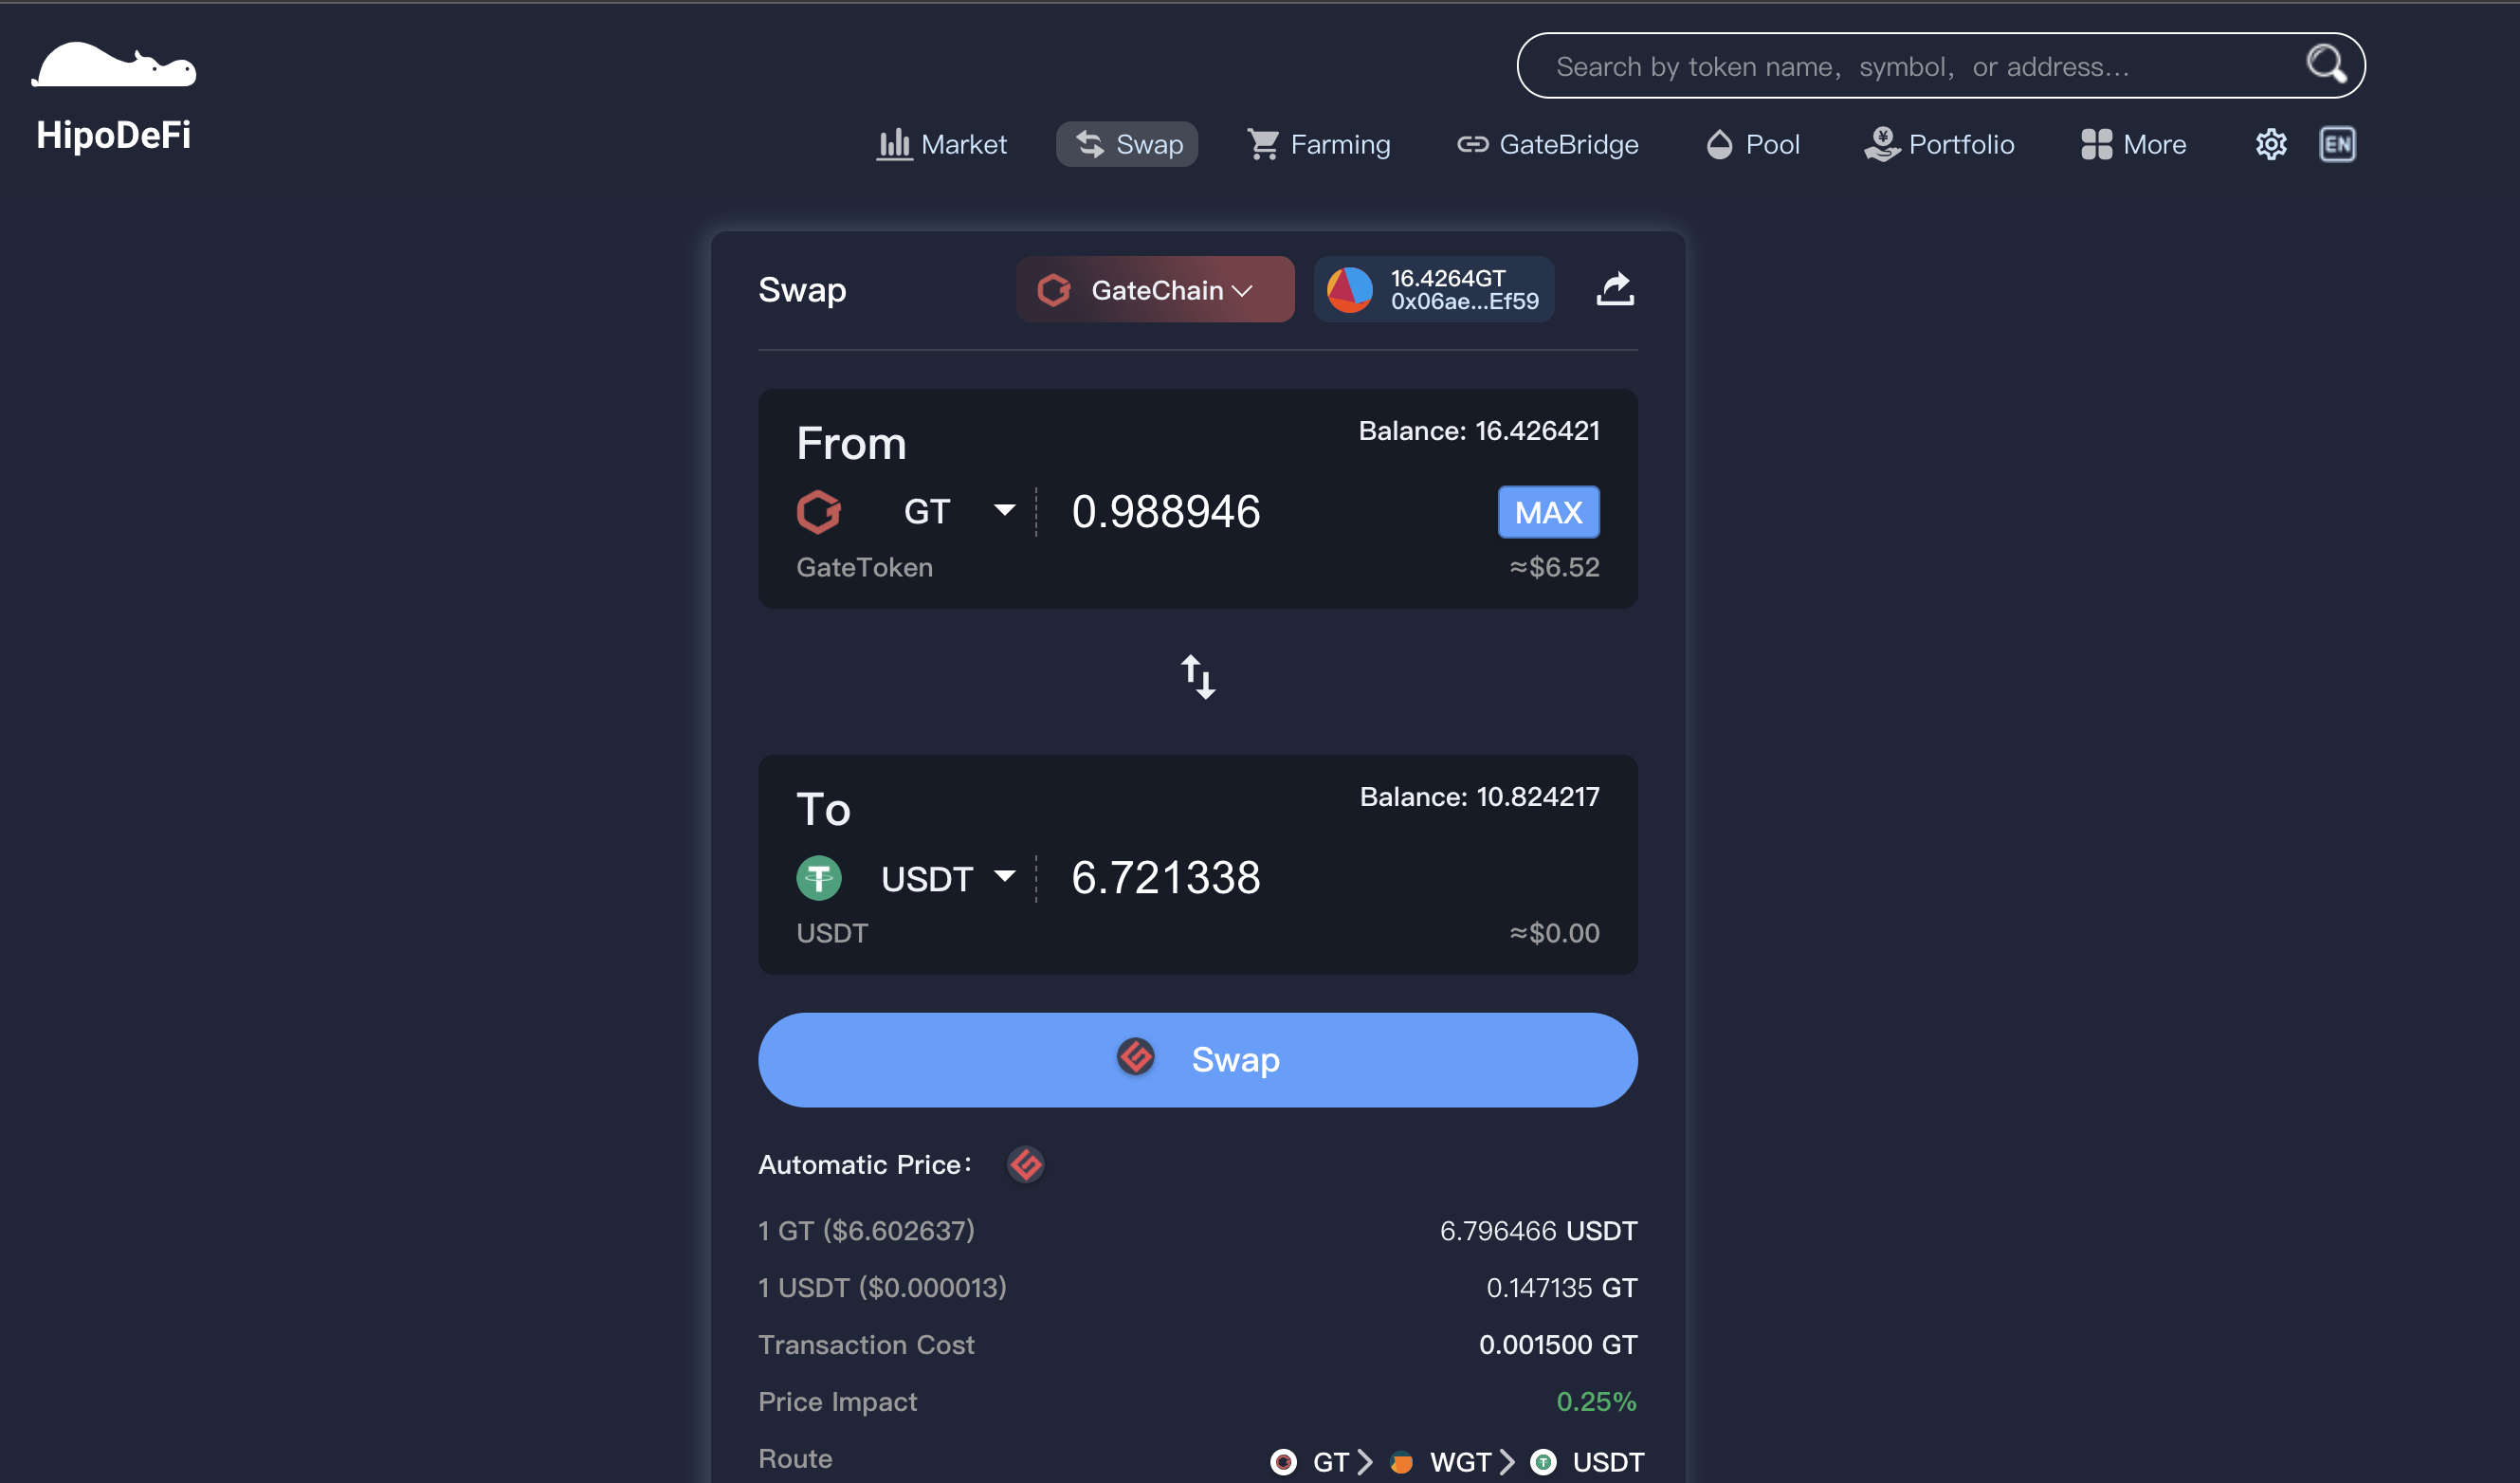 Search by token name，symbol，or address...
HipoDeFi
Market Swap Farming GateBridge Pool Portfolio More EN
Swap GateChain 16.4264GT
0x06ae...Ef59
From Balance: 16.426421
GT 0.988946 MAX
GateToken ≈$6.52
To Balance: 10.824217
USDT 6.721338
USDT ≈$0.00
Swap
Automatic Price：
1 GT ($6.602637) 6.796466 USDT
1 USDT ($0.000013) 0.147135 GT
Transaction Cost 0.001500 GT
Price Impact 0.25%
Route GT WGT USDT